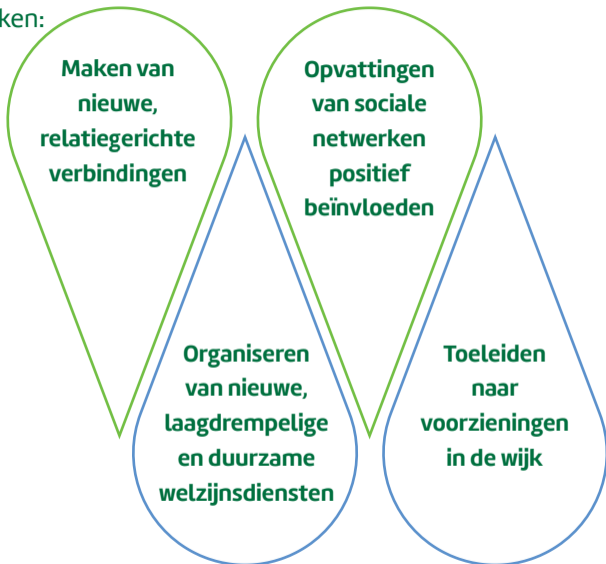 ken:
Maken van
nieuwe,
relatiegerichte
verbindingen
Opvattingen
van sociale
netwerken
positief
beïnvloeden
Organiseren
van nieuwe,
laagdrempelige
en duurzame
welzijnsdiensten
Toeleiden
naar
voorzieningen
in de wijk